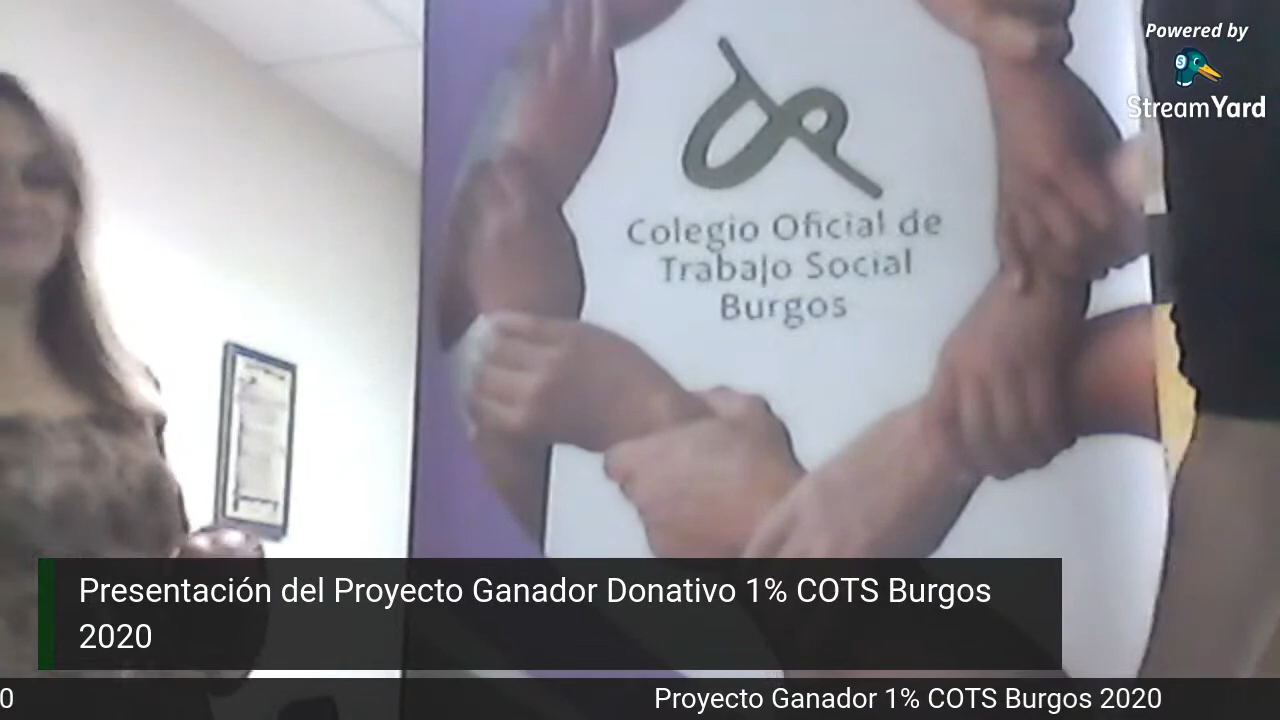 Powered by
StreamYard
Colegio Oficial de
Trabajo Social
Burgos
Presentación del Proyecto Ganador Donativo 1% COTS Burgos
2020
0
Proyecto Ganador 1% COTS Burgos 2020